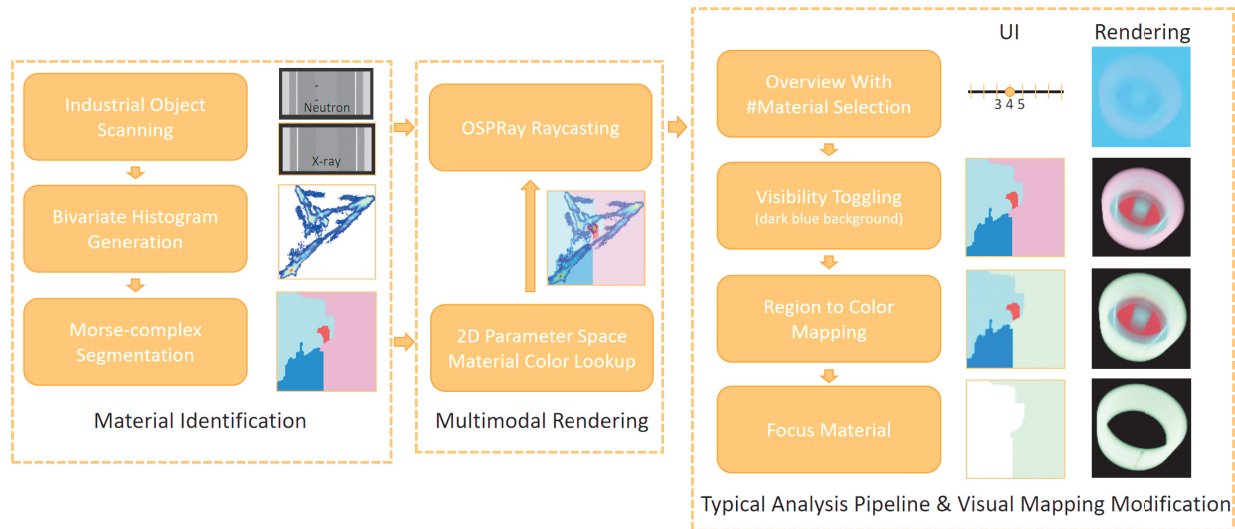 Industrial Object
Scanning
Neutron
X-ray
Bivariate Histogram
Generation
Morse-complex
Segmentation
Material Identification
OSPRay Raycasting
2D Parameter Space
Material Color Lookup
Multimodal Rendering
UI
Rendering
Overview With
#Material Selection
3 4 5
Visibility Toggling
(dark blue background)
Region to Color
Mapping
Focus Material
Typical Analysis Pipeline & Visual Mapping Modification